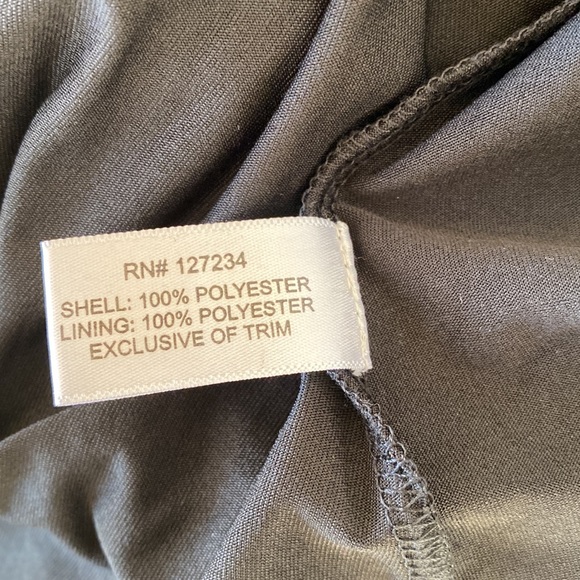 RN# 127234
SHELL: 100% POLYESTER
LINING: 100% POLYESTER
EXCLUSIVE OF TRIM